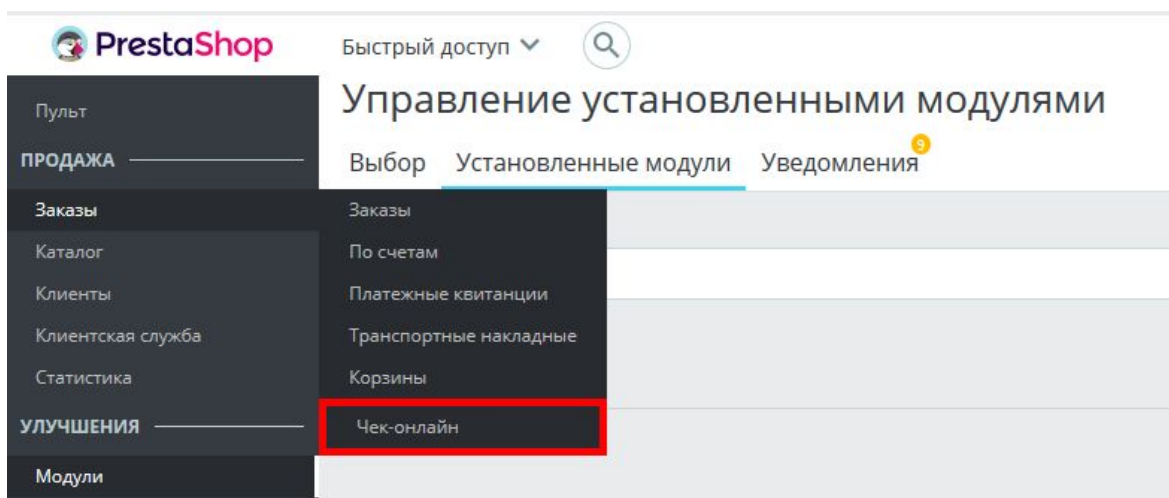 PrestaShop
Быстрый доступ
Управление установленными модулями
Выбор Установленные модули Уведомления 9
Пульт
ПРОДАЖА
Заказы
Каталог
Клиенты
Клиентская служба
Статистика
УЛУЧШЕНИЯ
Модули
Заказы
По счетам
Платежные квитанции
Транспортные накладные
Корзины
Чек-онлайн